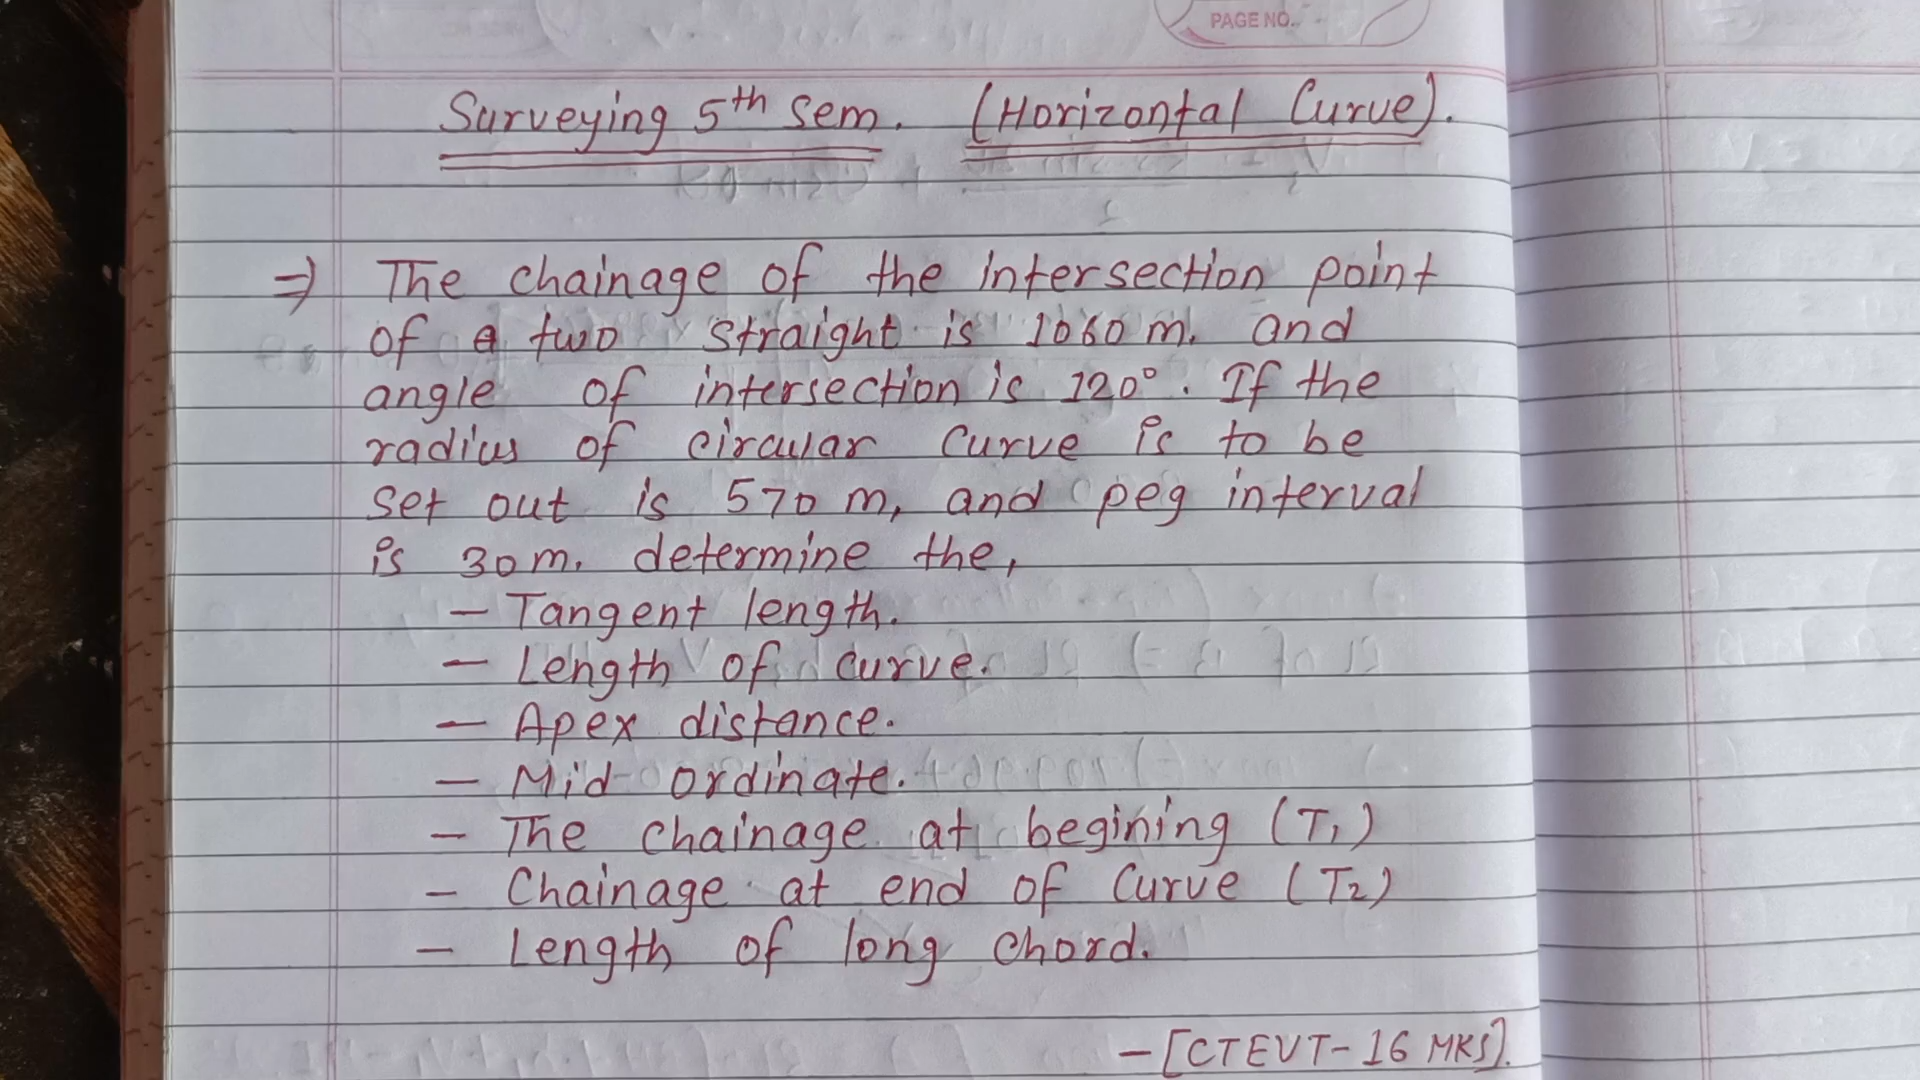 PAGE NO.
Surveying 5th sem. (Horizontal Curve).
⇒ The chainage of the intersection point
of a two straight is 1060 m. and
angle of intersection is 120°. If the
radius of circular curve is to be
set out is 570 m, and peg interval
is 30m. determine the,
- Tangent length.
- Length of curve.
- Apex distance.
- Mid-ordinate.
- The chainage at begining (T1)
- Chainage at end of Curve (T2)
- Length of long chord.
- [CTEVT- 16 MKS].